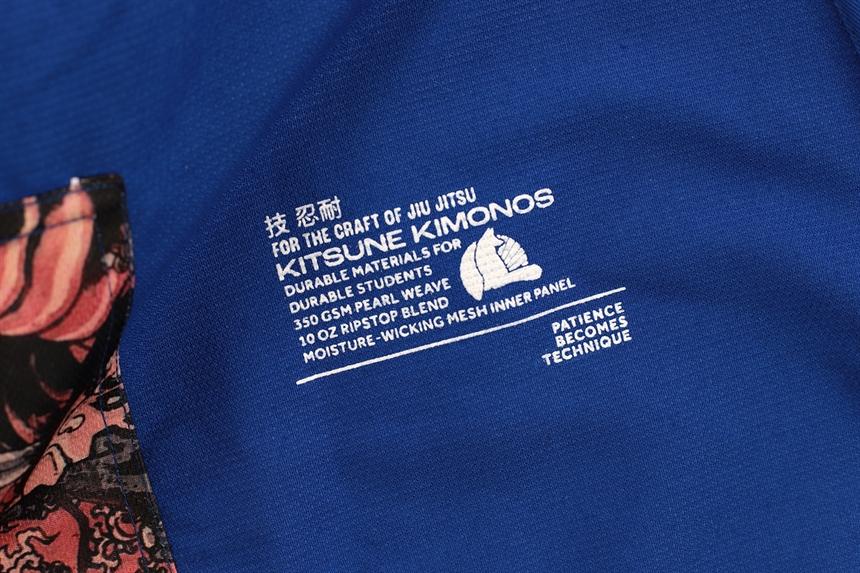 技 忍耐
FOR THE CRAFT OF JIU JITSU
KITSUNE KIMONOS
DURABLE MATERIALS FOR
DURABLE STUDENTS
350 GSM PEARL WEAVE
10 OZ RIPSTOP BLEND
MOISTURE-WICKING MESH INNER PANEL
PATIENCE
BECOMES
TECHNIQUE